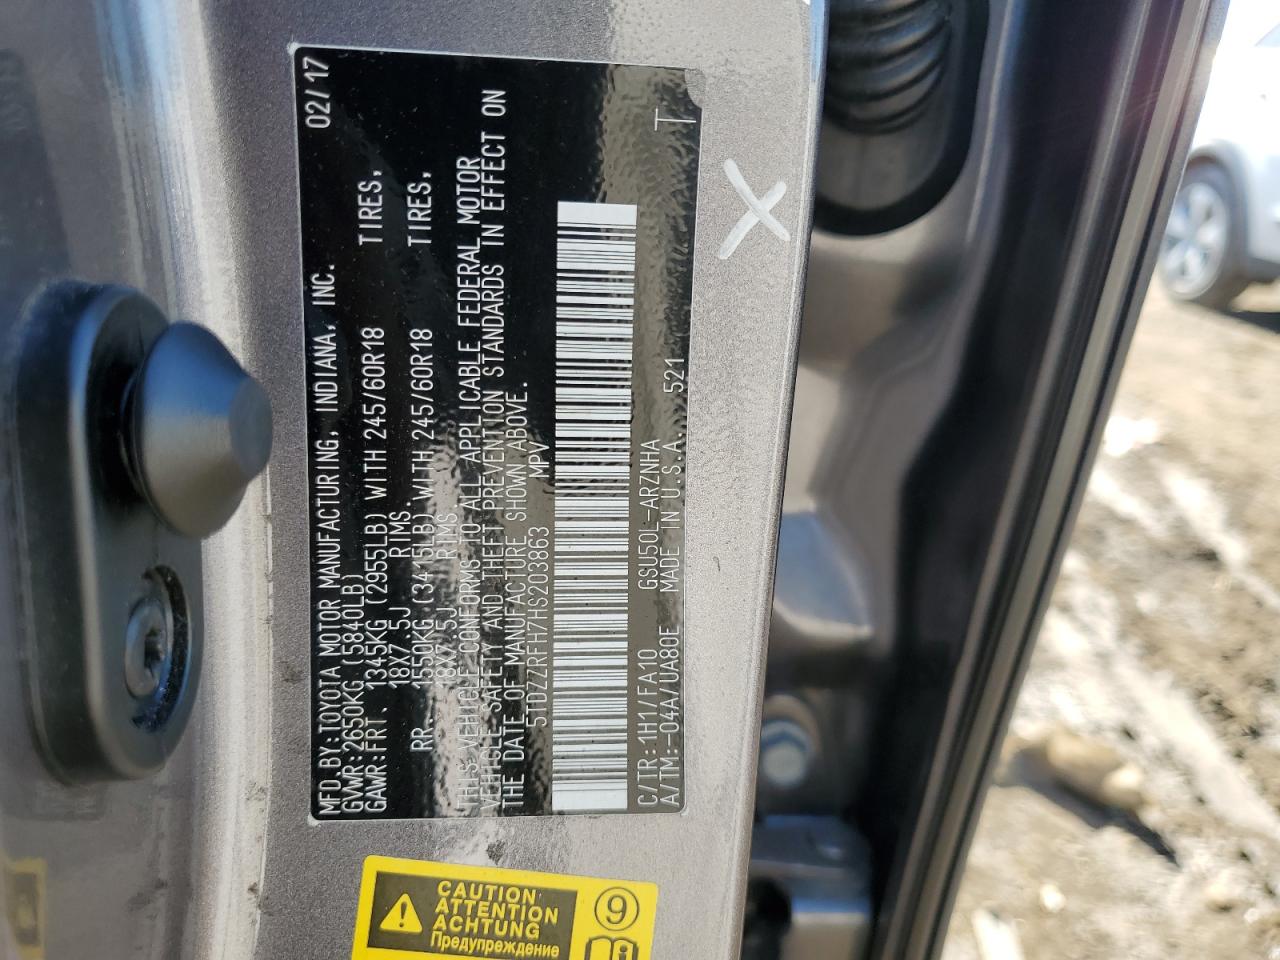 MFD.BY:TOYOTA MOTOR MANUFACTURING, INDIANA, INC. 02/17
GVWR:2650KG(5840LB)
GAWR:FRT. 1345KG(2955LB)WITH 245/60R18 TIRES,
18X7.5J RIMS.
RR. 1550KG(3415LB)WITH 245/60R18 TIRES,
18X7.5J RIMS.
THIS VEHICLE CONFORMS TO ALL APPLICABLE FEDERAL MOTOR
VEHICLE SAFETY AND THEFT PREVENTION STANDARDS IN EFFECT ON
THE DATE OF MANUFACTURE SHOWN ABOVE.
5TDZZRFH7HS203863 MPV
C/TR:1H1/FA10 GSU50L-ARZNHA
A/TM:-04A/UA80E MADE IN U.S.A. 521
T
X
CAUTION
ATTENTION
ACHTUNG
Предупреждение
9